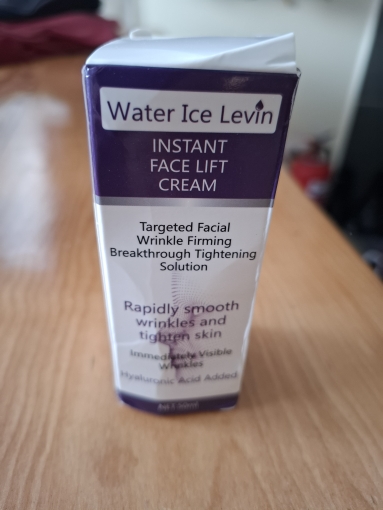 Water Ice Levin
INSTANT
FACE LIFT
CREAM
Targeted Facial
Wrinkle Firming
Breakthrough Tightening
Solution
Rapidly smooth
wrinkles and
tighten skin
Immediately Visible
Wrinkles
Hyaluronic Acid Added